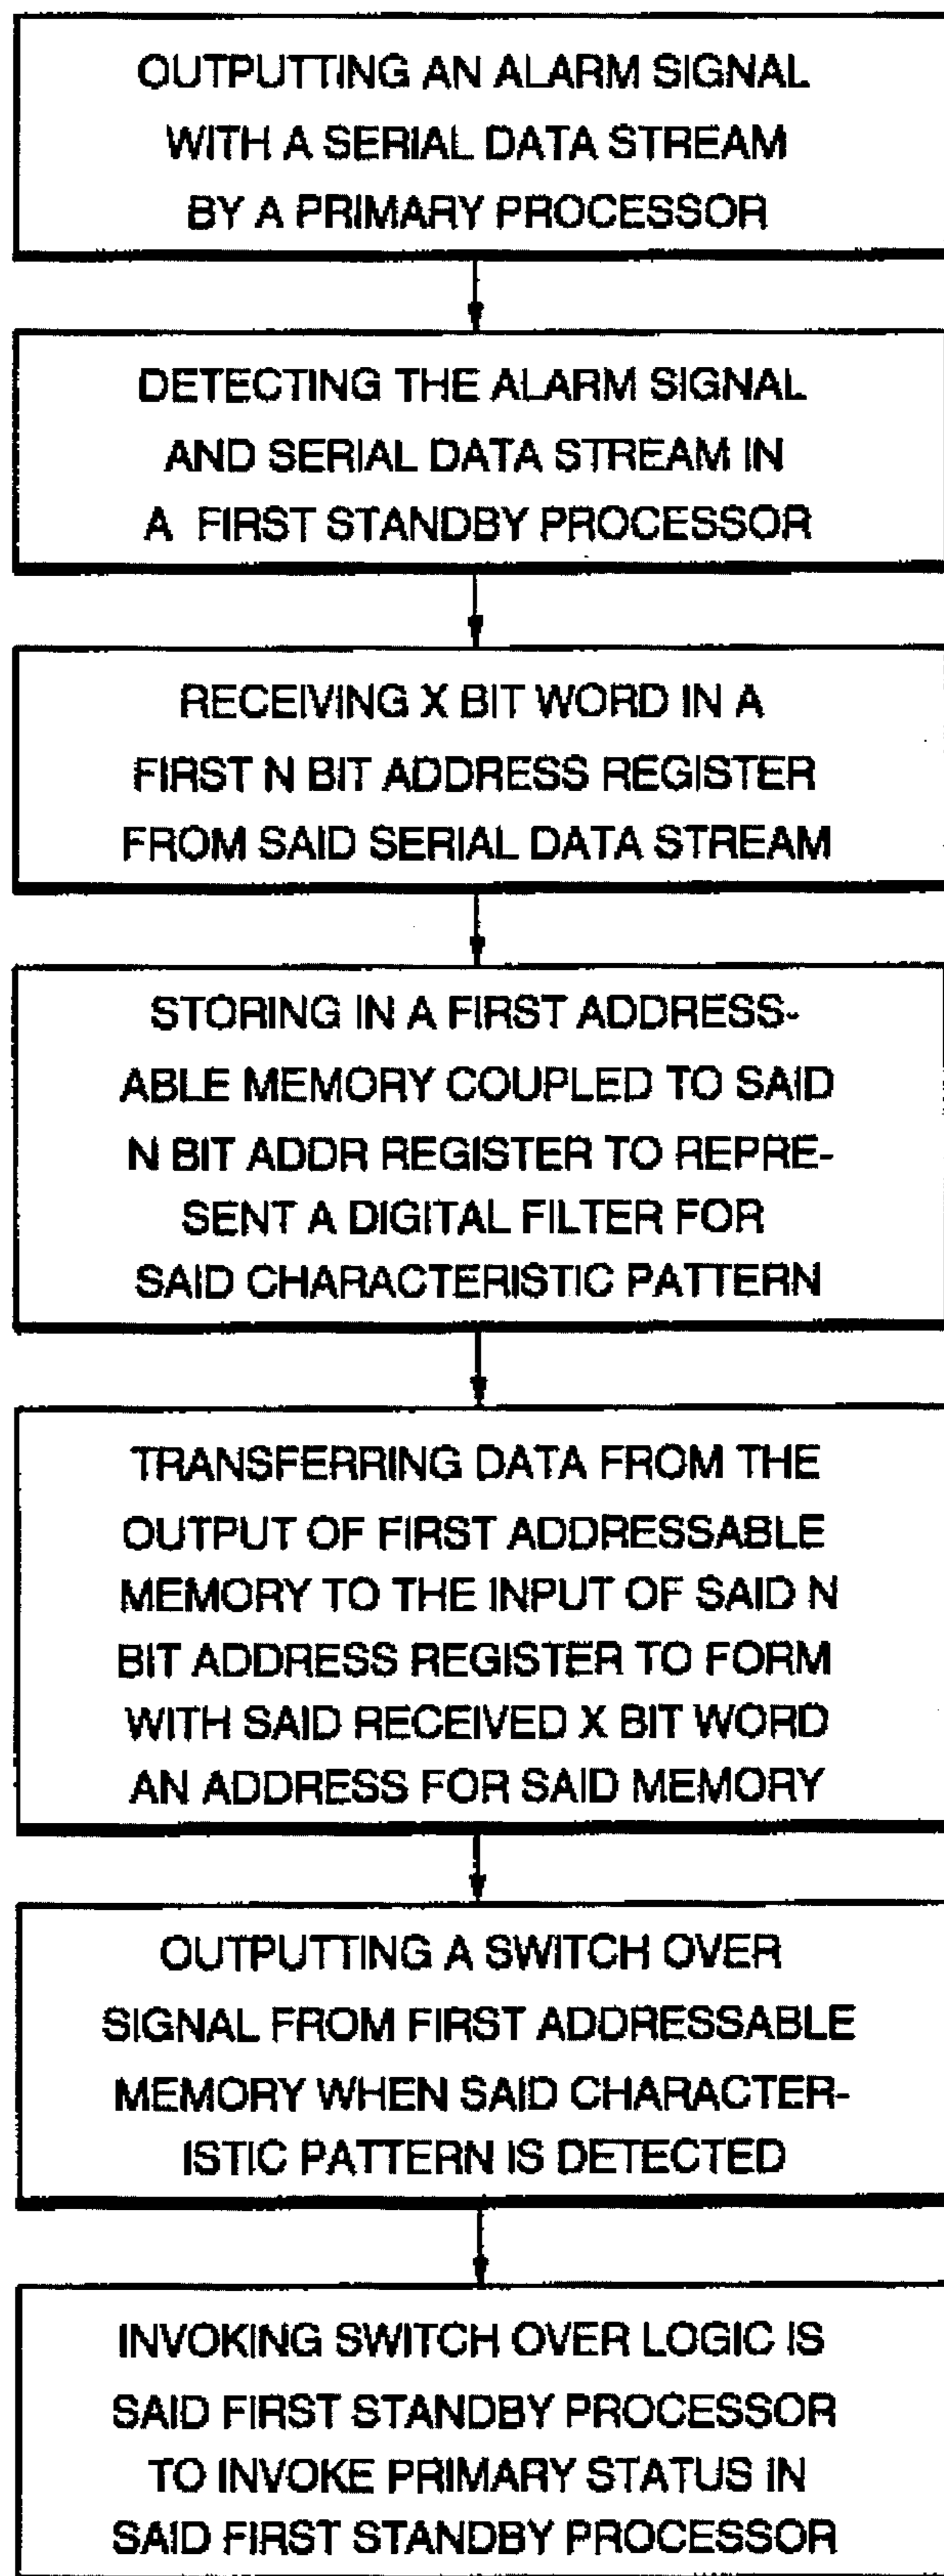 OUTPUTTING AN ALARM SIGNAL
WITH A SERIAL DATA STREAM
BY A PRIMARY PROCESSOR
DETECTING THE ALARM SIGNAL
AND SERIAL DATA STREAM IN
A FIRST STANDBY PROCESSOR
RECEIVING X BIT WORD IN A
FIRST N BIT ADDRESS REGISTER
FROM SAID SERIAL DATA STREAM
STORING IN A FIRST ADDRESS-
ABLE MEMORY COUPLED TO SAID
N BIT ADDR REGISTER TO REPRE-
SENT A DIGITAL FILTER FOR
SAID CHARACTERISTIC PATTERN
TRANSFERRING DATA FROM THE
OUTPUT OF FIRST ADDRESSABLE
MEMORY TO THE INPUT OF SAID N
BIT ADDRESS REGISTER TO FORM
WITH SAID RECEIVED X BIT WORD
AN ADDRESS FOR SAID MEMORY
OUTPUTTING A SWITCH OVER
SIGNAL FROM FIRST ADDRESSABLE
MEMORY WHEN SAID CHARACTER-
ISTIC PATTERN IS DETECTED
INVOKING SWITCH OVER LOGIC IS
SAID FIRST STANDBY PROCESSOR
TO INVOKE PRIMARY STATUS IN
SAID FIRST STANDBY PROCESSOR